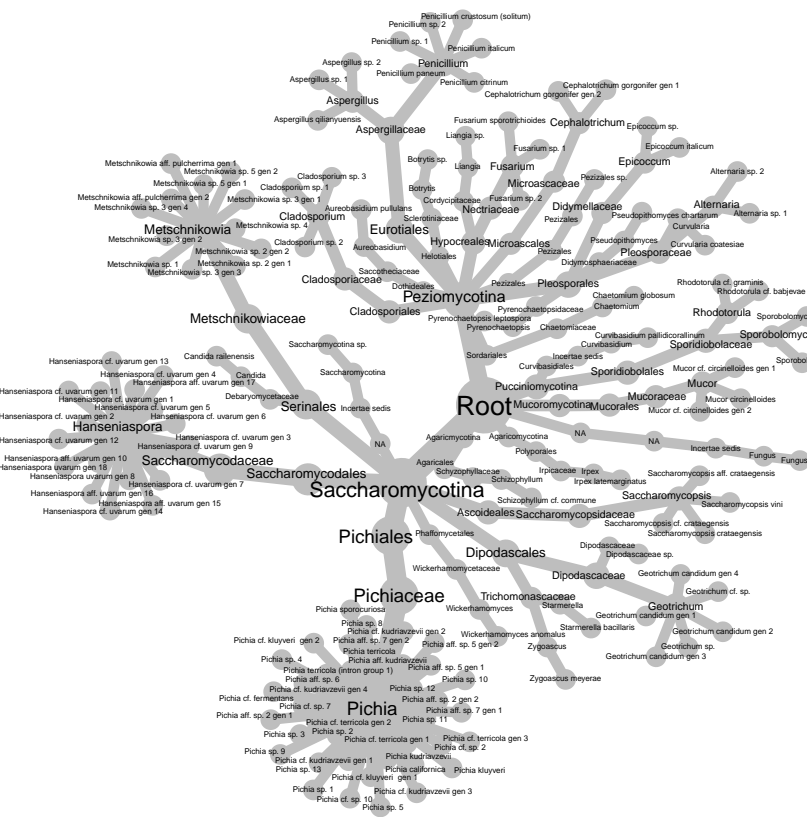 Penicillium crustosum (solitum)
Penicillium sp. 2
Penicillium sp. 1
Penicillium italicum
Aspergillus sp. 2
Penicillium
Penicillium paneum
Aspergillus sp. 1
Penicillium citrinum
Cephalotrichum gorgonifer gen 1
Cephalotrichum gorgonifer gen 2
Aspergillus
Aspergillus qilianyuensis
Fusarium sporotrichioides
Cephalotrichum
Epicoccum sp.
Aspergillaceae
Liangia sp.
Fusarium sp. 1
Epicoccum italicum
Botrytis sp.
Epicoccum
Metschnikowia aff. pulcherrima gen 1
Liangia
Fusarium
Metschnikowia sp. 5 gen 2
Alternaria sp. 2
Cladosporium sp. 3
Pezizales sp.
Metschnikowia sp. 5 gen 1
Cladosporium sp. 1
Botrytis
Microascaceae
Metschnikowia aff. pulcherrima gen 2
Metschnikowia sp. 3 gen 1
Cordycipitaceae
Fusarium sp. 2
Metschnikowia sp. 3 gen 4
Aureobasidium pullulans
Nectriaceae
Didymellaceae
Alternaria
Cladosporium
Sclerotiniaceae
Pezizales
Pseudopithomyces chartarum
Alternaria sp. 1
Metschnikowia sp. 4
Metschnikowia
Eurotiales
Curvularia
Metschnikowia sp. 3 gen 2
Cladosporium sp. 2
Aureobasidium
Hypocreales
Microascales
Pseudopithomyces
Curvularia coatesiae
Metschnikowia sp. 2 gen 2
Helotiales
Pezizales
Pleosporaceae
Metschnikowia sp. 1
Metschnikowia sp. 2 gen 1
Didymosphaeriaceae
Metschnikowia sp. 3 gen 3
Saccotheciaceae
Cladosporiaceae
Dothideales
Pezizales
Pleosporales
Rhodotorula cf. graminis
Rhodotorula cf. babjevae
Peziomycotina
Chaetomium globosum
Chaetomium
Cladosporiales
Pyrenochaetopsidaceae
Rhodotorula
Metschnikowiaceae
Pyrenochaetopsis leptospora
Sporobolomyc
Pyrenochaetopsis
Chaetomiaceae
Curvibasidium pallidicorallinum
Sporobolomyc
Saccharomyces sp.
Curvibasidium
Sporidiobolaceae
Candida railenensis
Sordariales
Incertae sedis
Sporobo
Hanseniaspora cf. uvarum gen 13
Curvibasidiales
Sporidiobolales
Mucor cf. circinelloides gen 1
Hanseniaspora cf. uvarum gen 4
Candida
Saccharomycotina
Hanseniaspora aff. uvarum gen 17
Pucciniomycotina
Mucor
Hanseniaspora cf. uvarum gen 11
Debaryomycetaceae
Mucoraceae
Hanseniaspora cf. uvarum gen 1
Mucor circinelloides
Hanseniaspora cf. uvarum gen 5
Serinales
Incertae sedis
Root
Mucoromycotina
Mucorales
Mucor cf. circinelloides gen 2
Hanseniaspora cf. uvarum gen 2
Hanseniaspora cf. uvarum gen 6
Hanseniaspora
NA
Hanseniaspora cf. uvarum gen 3
NA
Agaricmycotina
Agaricomycotina
NA
Hanseniaspora cf. uvarum gen 12
Hanseniaspora cf. uvarum gen 9
Polyporales
Incertae sedis
Fungus
Fungus
Hanseniaspora aff. uvarum gen 10
Saccharomycodaceae
Agaricales
Hanseniaspora uvarum gen 18
Schyzophyllaceae
Irpicaceae
Irpex
Saccharomycopsis aff. crataegensis
Hanseniaspora uvarum gen 8
Saccharomycodales
Schizophyllum
Irpex latemarginatus
Hanseniaspora cf. uvarum gen 7
Saccharomycotina
Hanseniaspora aff. uvarum gen 16
Schizophyllum cf. commune
Saccharomycopsis
Hanseniaspora aff. uvarum gen 15
Saccharomycopsis vini
Hanseniaspora cf. uvarum gen 14
Ascoideales
Saccharomycopsidaceae
Saccharomycopsis cf. crataegensis
Pichiales
Phaffomycetales
Saccharomycopsis crataegensis
Dipodascales
Dipodascaceae
Dipodascaceae sp.
Wickerhamomycetaceae
Dipodascaceae
Geotrichum candidum gen 4
Pichiaceae
Trichomonascaceae
Geotrichum cf. sp.
Pichia sporocuriosa
Wickerhamomyces
Starmerella
Geotrichum
Pichia sp. 8
Geotrichum candidum gen 1
Pichia cf. kudriavzevii gen 2
Wickerhamomyces anomalus
Starmerella bacillaris
Geotrichum candidum gen 2
Pichia cf. kluyveri gen 2
Pichia aff. sp. 7 gen 2
Pichia aff. sp. 5 gen 2
Zygoascus
Geotrichum sp.
Pichia terricola
Geotrichum candidum gen 3
Pichia sp. 4
Pichia aff. kudriavzevii
Pichia terricola (intron group 1)
Pichia aff. sp. 5 gen 1
Pichia aff. sp. 6
Pichia sp. 10
Zygoascus meyerae
Pichia cf. kudriavzevii gen 4
Pichia sp. 12
Pichia cf. fermentans
Pichia aff. sp. 2 gen 2
Pichia cf. sp. 7
Pichia
Pichia aff. sp. 7 gen 1
Pichia aff. sp. 2 gen 1
Pichia sp. 11
Pichia cf. terricola gen 2
Pichia sp. 3
Pichia sp. 2
Pichia cf. terricola gen 1
Pichia cf. terricola gen 3
Pichia cf. sp. 2
Pichia sp. 9
Pichia kudriavzevii
Pichia cf. kudriavzevii gen 1
Pichia sp. 13
Pichia californica
Pichia kluyveri
Pichia cf. kluyveri gen 1
Pichia sp. 1
Pichia cf. kudriavzevii gen 3
Pichia cf. sp. 10
Pichia sp. 5